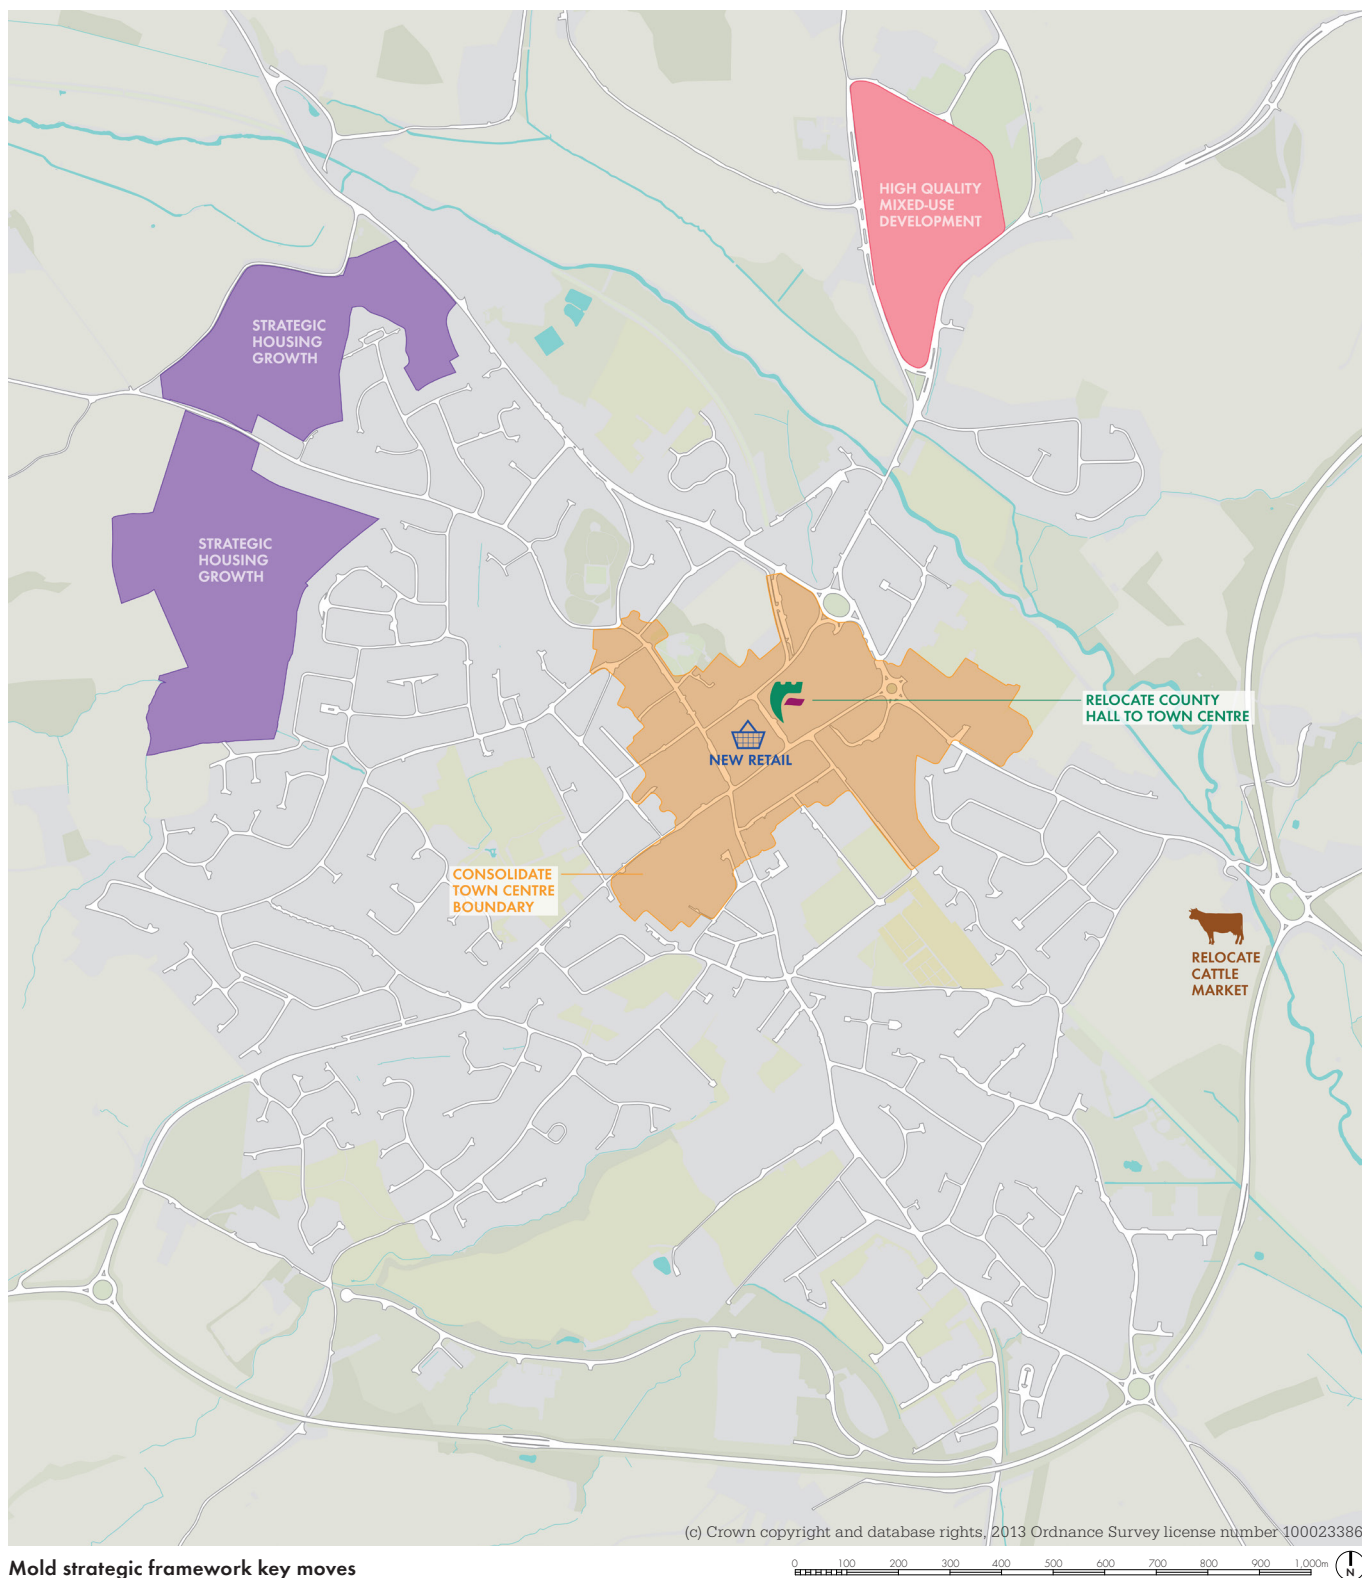 HIGH QUALITY
MIXED-USE
DEVELOPMENT
STRATEGIC
HOUSING
GROWTH
STRATEGIC
HOUSING
GROWTH
RELOCATE COUNTY
HALL TO TOWN CENTRE
NEW RETAIL
CONSOLIDATE
TOWN CENTRE
BOUNDARY
RELOCATE
CATTLE
MARKET
(c) Crown copyright and database rights, 2013 Ordnance Survey license number 100023386
Mold strategic framework key moves
0 100 200 300 400 500 600 700 800 900 1,000m
N